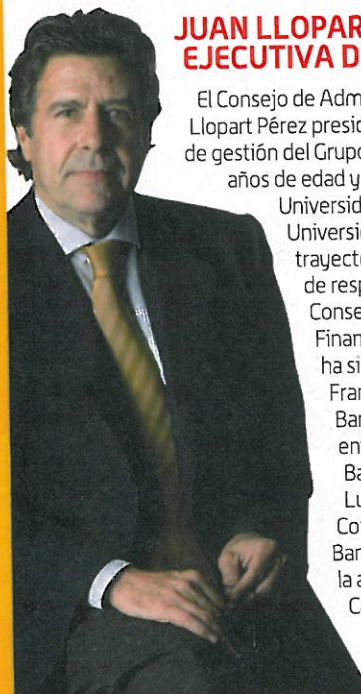 JUAN LLOPAR
EJECUTIVA D
El Consejo de Adm
Llopart Pérez presid
de gestión del Grupo
años de edad y
Universid
Universi
trayecto
de resp
Conse
Finan
ha si
Fran
Ban
en
Ba
Lu
Co
Ban
la a
C